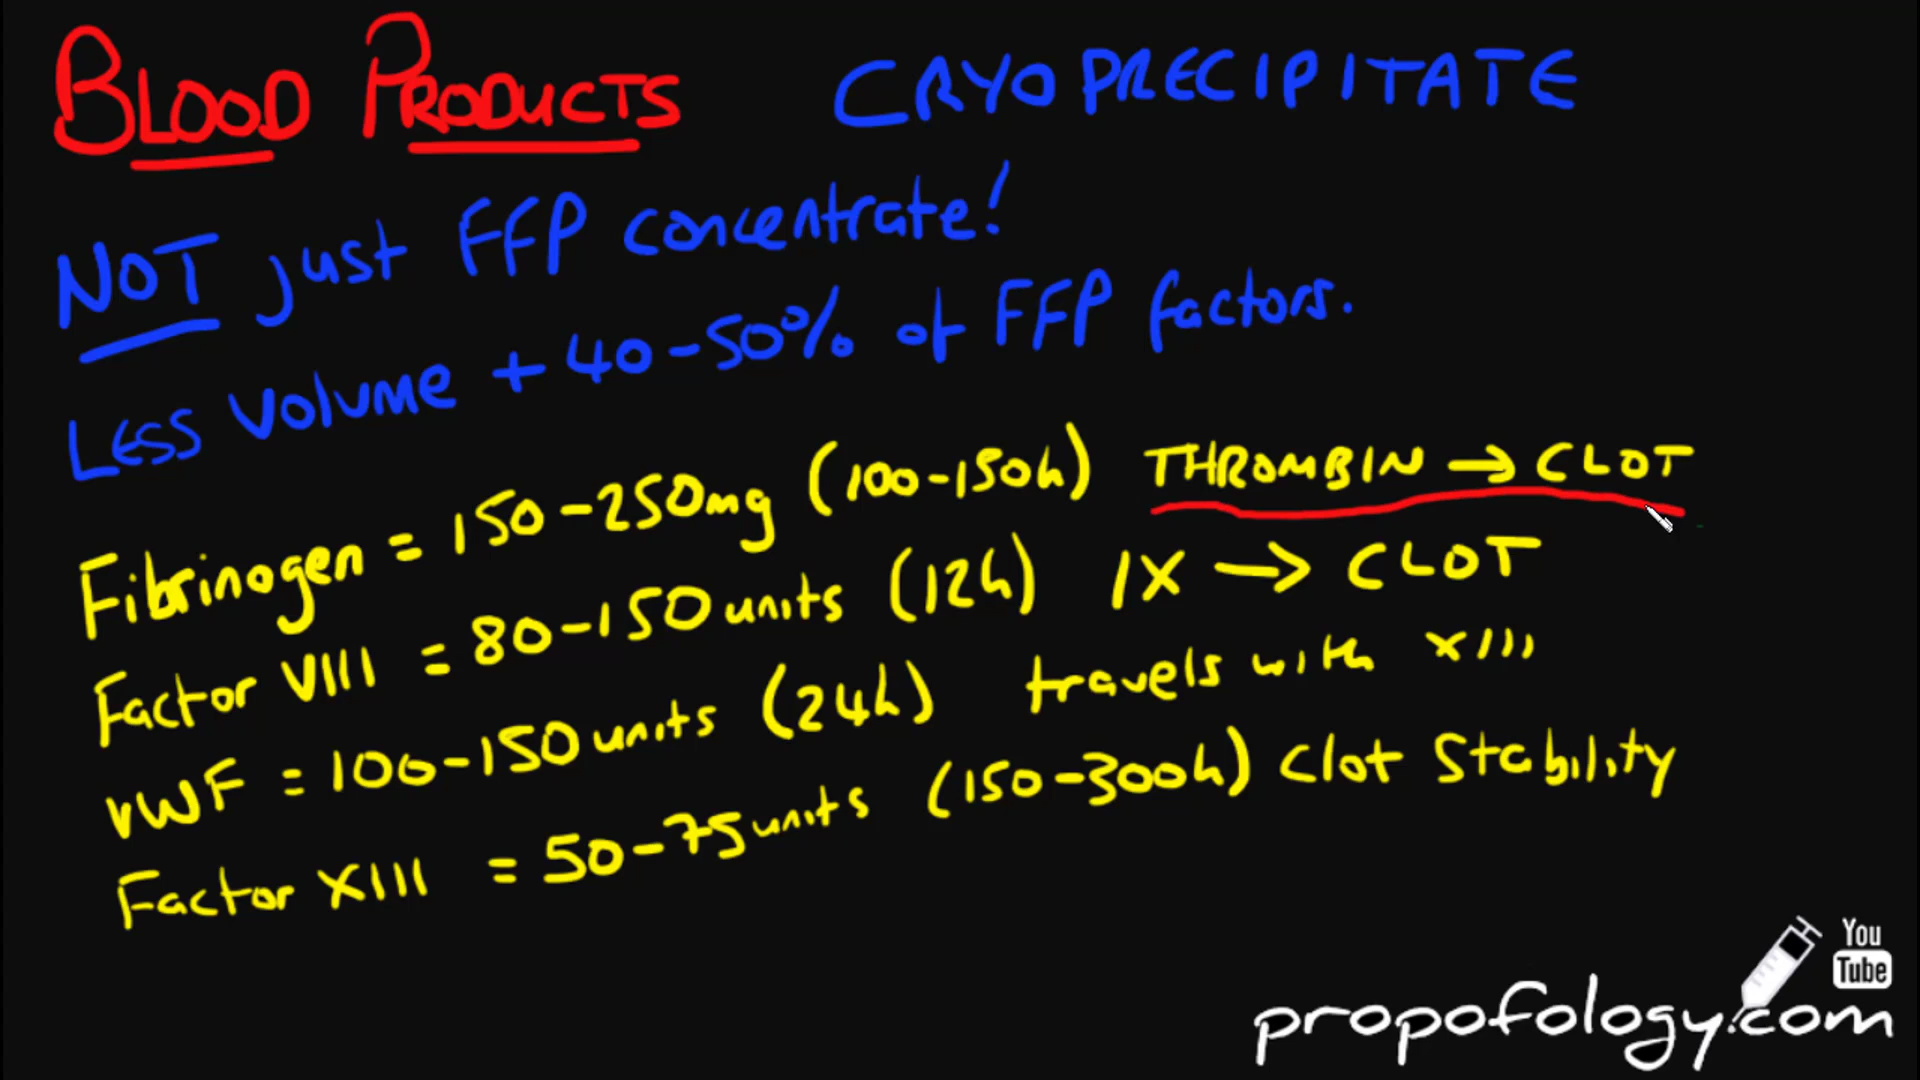 BLOOD PRODUCTS CRYOPRECIPITATE
NOT just FFP concentrate!
LESS volume + 40-50% of FFP factors.
Fibrinogen = 150-250mg (100-150h) THROMBIN → CLOT
Factor VIII = 80-150 units (12h) IX → CLOT
vWF = 100-150 units (24h) travels with XIII
Factor XIII = 50-75 units (150-300h) Clot Stability
You
Tube
propofology.com